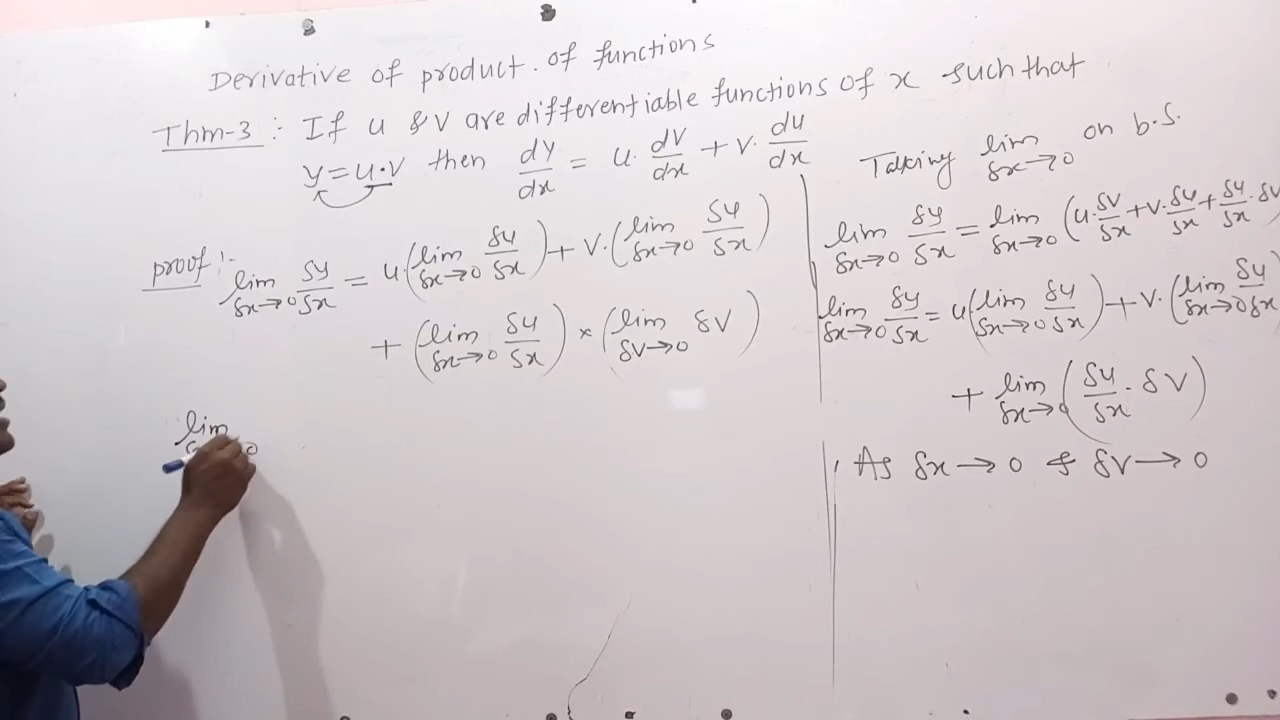 Derivative of product. of functions
Thm-3 : If u & v are differentiable functions of x such that
y = u·v then dy/dx = u· dv/dx + v· du/dx
proof :- lim δx→0 δy/δx = u·(lim δx→0 δu/δx) + v·(lim δx→0 δu/δx)
+ (lim δx→0 δu/δx) × (lim δv→0 δv)
lim
Talking lim δx→0 on b.s.
lim δx→0 δy/δx = lim δx→0 (u·δv/δx + v·δu/δx + δu/δx·δv
lim δx→0 δy/δx = u(lim δx→0 δu/δx) + v·(lim δx→0 δu/δx)
+ lim δx→0 (δu/δx · δv)
As δx → 0 & δv → 0